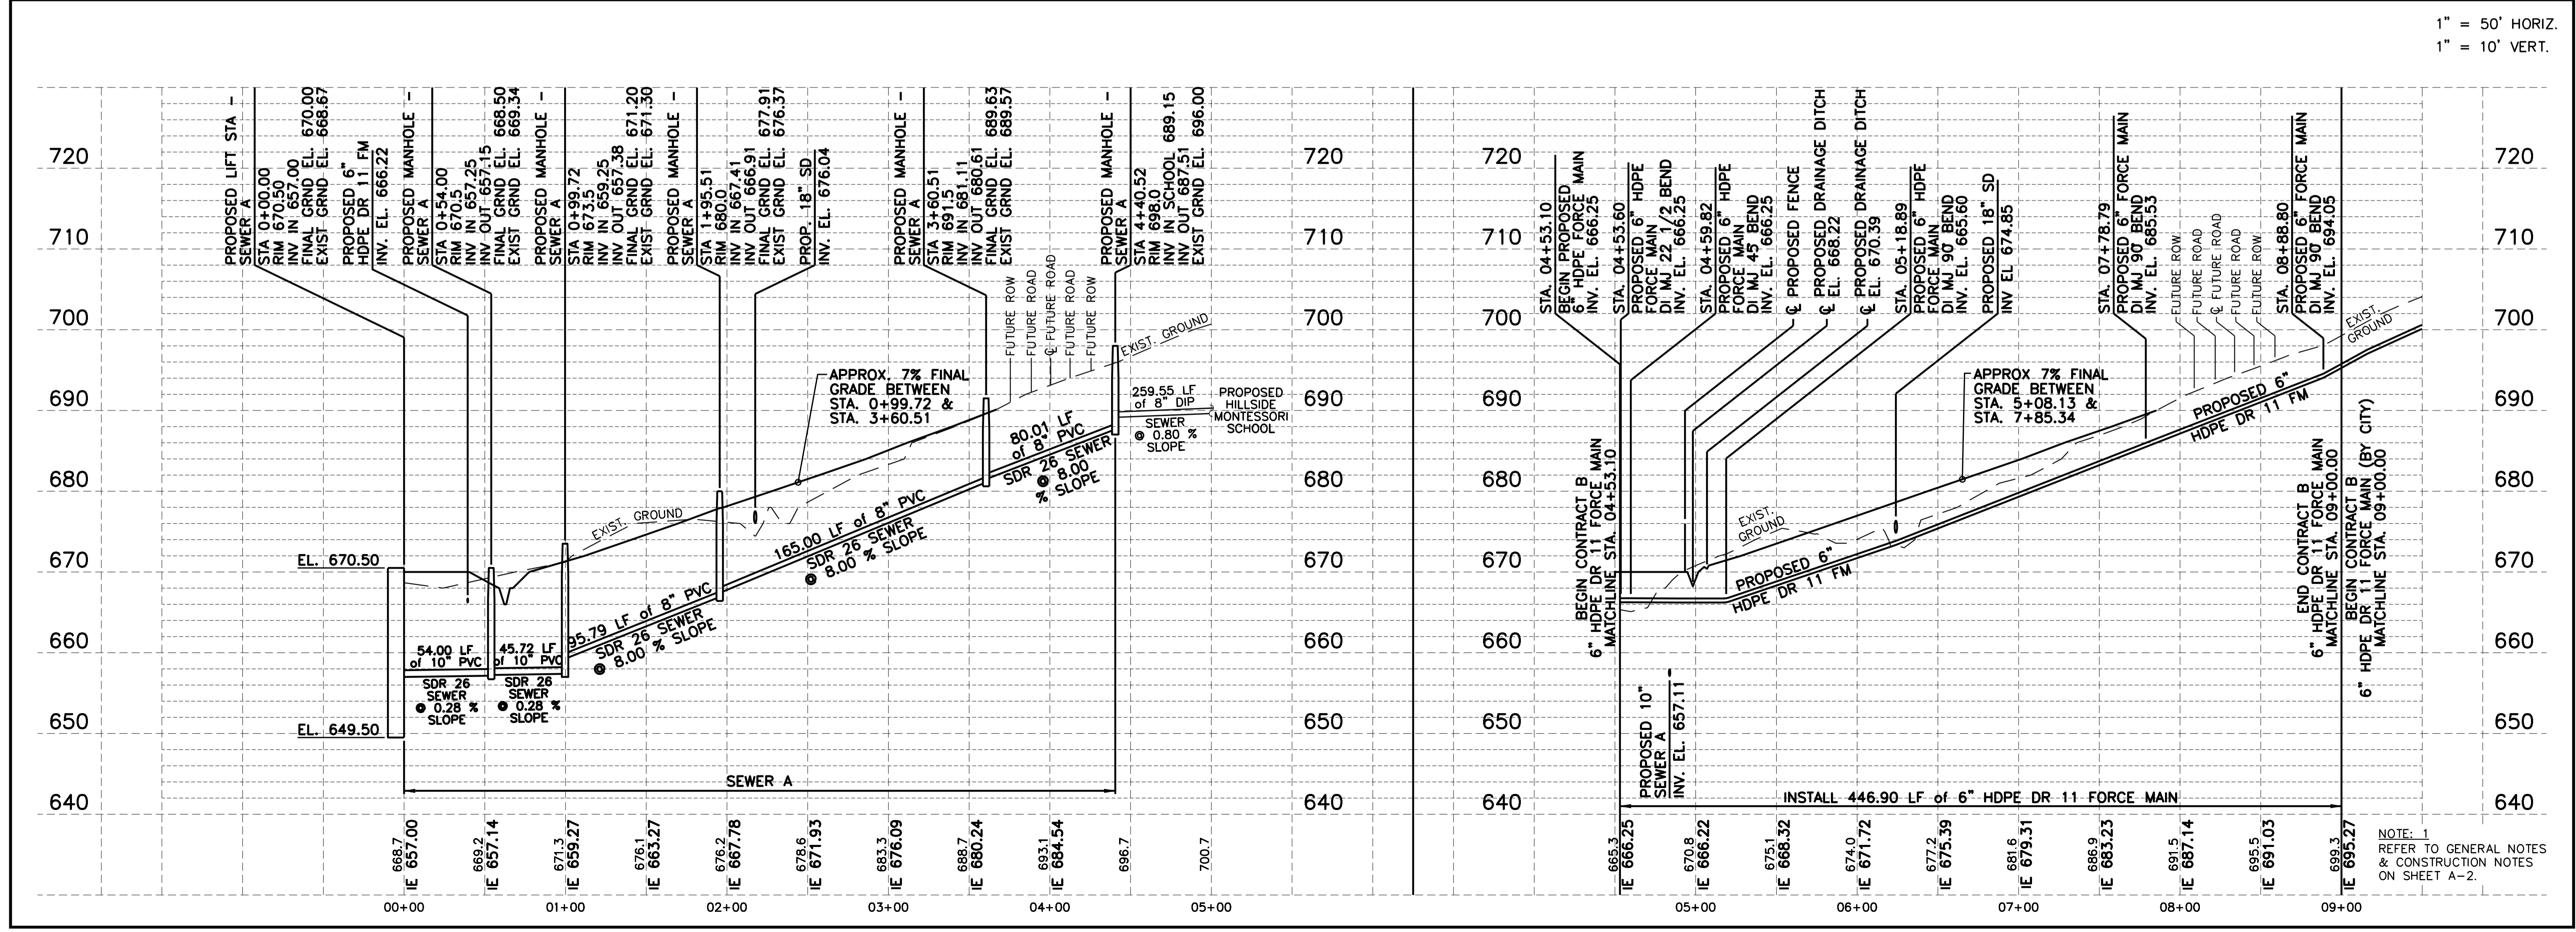 1" = 50' HORIZ.
1" = 10' VERT.
720
710
700
690
680
670
660
650
640
PROPOSED LIFT STA -
SEWER A
STA 0+00.00
RIM 670.50
INV IN 657.00
FINAL GRND EL. 670.00
EXIST GRND EL. 668.67
PROPOSED 6"
HDPE DR 11 FM
INV. EL. 666.22
PROPOSED MANHOLE -
SEWER A
STA 0+54.00
RIM 670.5
INV IN 657.25
INV OUT 657.15
FINAL GRND EL. 668.50
EXIST GRND EL. 669.34
PROPOSED MANHOLE -
SEWER A
STA 0+99.72
RIM 673.5
INV IN 659.25
INV OUT 657.38
FINAL GRND EL. 671.20
EXIST GRND EL. 671.30
PROPOSED MANHOLE -
SEWER A
STA 1+95.51
RIM 680.0
INV IN 667.41
INV OUT 666.91
FINAL GRND EL. 677.91
EXIST GRND EL. 676.37
PROP. 18" SD
INV. EL. 676.04
PROPOSED MANHOLE -
SEWER A
STA 3+60.51
RIM 691.5
INV IN 681.11
INV OUT 680.61
FINAL GRND EL. 689.63
EXIST GRND EL. 689.57
FUTURE ROW
FUTURE ROAD
℄ FUTURE ROAD
FUTURE ROAD
FUTURE ROW
PROPOSED MANHOLE -
SEWER A
STA 4+40.52
RIM 698.0
INV IN SCHOOL 689.15
INV OUT 687.51
EXIST GRND EL. 696.00
EXIST. GROUND
APPROX. 7% FINAL
GRADE BETWEEN
STA. 0+99.72 &
STA. 3+60.51
EXIST. GROUND
EL. 670.50
EL. 649.50
54.00 LF
of 10" PVC
SDR 26
SEWER
@ 0.28 %
SLOPE
45.72 LF
of 10" PVC
SDR 26
SEWER
@ 0.28 %
SLOPE
95.79 LF of 8" PVC
SDR 26 SEWER
@ 8.00 % SLOPE
165.00 LF of 8" PVC
SDR 26 SEWER
@ 8.00 % SLOPE
80.01 LF
of 8" PVC
SDR 26 SEWER
@ 8.00
% SLOPE
259.55 LF
of 8" DIP
SEWER
@ 0.80 %
SLOPE
PROPOSED
HILLSIDE
MONTESSORI
SCHOOL
SEWER A
668.7
IE 657.00
669.2
IE 657.14
671.3
IE 659.27
676.1
IE 663.27
676.2
IE 667.78
678.6
IE 671.93
683.3
IE 676.09
688.7
IE 680.24
693.1
IE 684.54
696.7
700.7
00+00
01+00
02+00
03+00
04+00
05+00
720
710
700
690
680
670
660
650
640
720
710
700
690
680
670
660
650
640
STA. 04+53.10
BEGIN PROPOSED
6" HDPE FORCE MAIN
INV. EL. 666.25
STA. 04+53.60
PROPOSED 6" HDPE
FORCE MAIN
DI MJ 22 1/2 BEND
INV. EL. 666.25
STA. 04+59.82
PROPOSED 6" HDPE
FORCE MAIN
DI MJ 45° BEND
INV. EL. 666.25
℄ PROPOSED FENCE
℄ PROPOSED DRAINAGE DITCH
EL. 668.22
℄ PROPOSED DRAINAGE DITCH
EL. 670.39
STA. 05+18.89
PROPOSED 6" HDPE
FORCE MAIN
DI MJ 90° BEND
INV. EL. 665.60
PROPOSED 18" SD
INV EL 674.85
STA. 07+78.79
PROPOSED 6" FORCE MAIN
DI MJ 90° BEND
INV. EL. 685.53
FUTURE ROW
FUTURE ROAD
℄ FUTURE ROAD
FUTURE ROAD
FUTURE ROW
STA. 08+88.80
PROPOSED 6" FORCE MAIN
DI MJ 90° BEND
INV. EL. 694.05
EXIST.
GROUND
APPROX 7% FINAL
GRADE BETWEEN
STA. 5+08.13 &
STA. 7+85.34
EXIST.
GROUND
PROPOSED 6"
HDPE DR 11 FM
PROPOSED 6"
HDPE DR 11 FM
BEGIN CONTRACT B
6" HDPE DR 11 FORCE MAIN
MATCHLINE STA. 04+53.10
PROPOSED 10"
SEWER A
INV. EL. 657.11
END CONTRACT B
6" HDPE DR 11 FORCE MAIN
MATCHLINE STA. 09+00.00
BEGIN CONTRACT B
6" HDPE DR 11 FORCE MAIN (BY CITY)
MATCHLINE STA. 09+00.00
INSTALL 446.90 LF of 6" HDPE DR 11 FORCE MAIN
665.3
IE 666.25
670.8
IE 666.22
675.1
IE 668.32
674.0
IE 671.72
677.2
IE 675.39
681.6
IE 679.31
686.9
IE 683.23
691.5
IE 687.14
695.5
IE 691.03
699.3
IE 695.27
05+00
06+00
07+00
08+00
09+00
720
710
700
690
680
670
660
650
640
NOTE: 1
REFER TO GENERAL NOTES
& CONSTRUCTION NOTES
ON SHEET A-2.